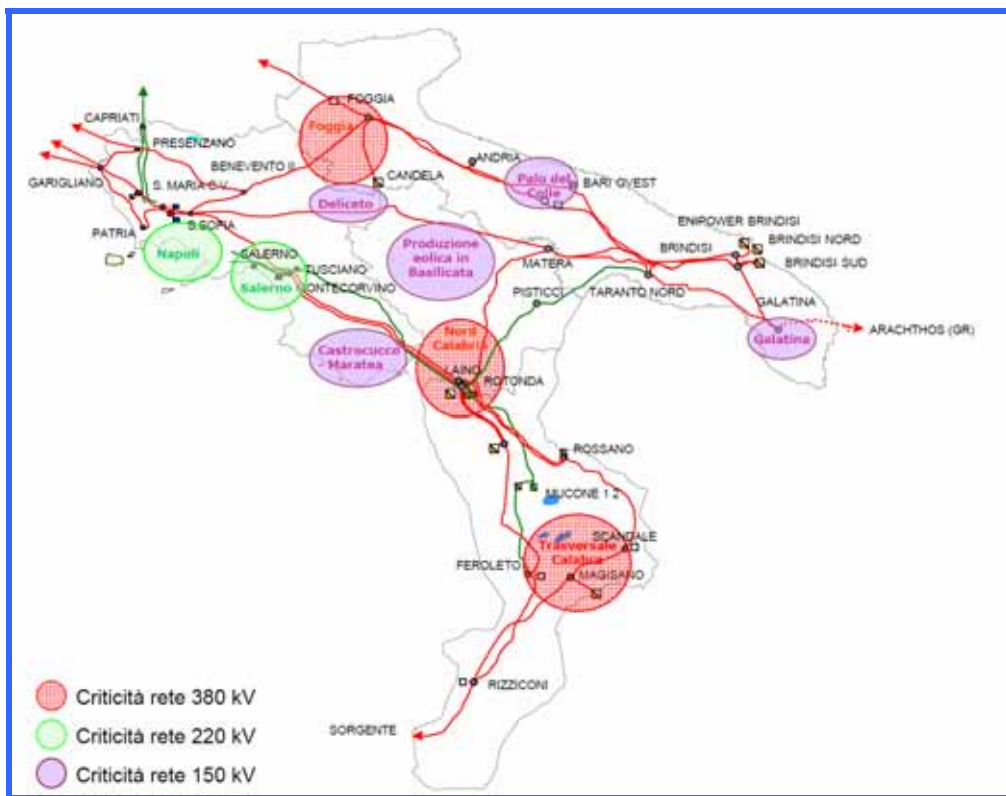 FOGGIA
CAPRIATI
Foggia
PRESENZANO
ANDRIA
BENEVENTO II
CANDELA
Palo del
Colle
BARI OVEST
GARIGLIANO
S. MARIA C.V.
Deliceto
ENIPOWER BRINDISI
PATRIA
S.SOFIA
BRINDISI NORD
Napoli
SALERNO
Produzione
eolica in
Basilicata
BRINDISI
MATERA
BRINDISI SUD
TUSCIANO
Salerno
MONTECORVINO
PISTICCI
TARANTO NORD
GALATINA
Nord
Calabria
ARACHTHOS (GR)
Galatina
Castrocucco
Maratea
LAINO
ROTONDA
ROSSANO
MUCONE 1 2
SCANDALE
Trasversale
Calabra
FEROLETO
MAGISANO
RIZZICONI
SORGENTE
Criticità rete 380 kV
Criticità rete 220 kV
Criticità rete 150 kV